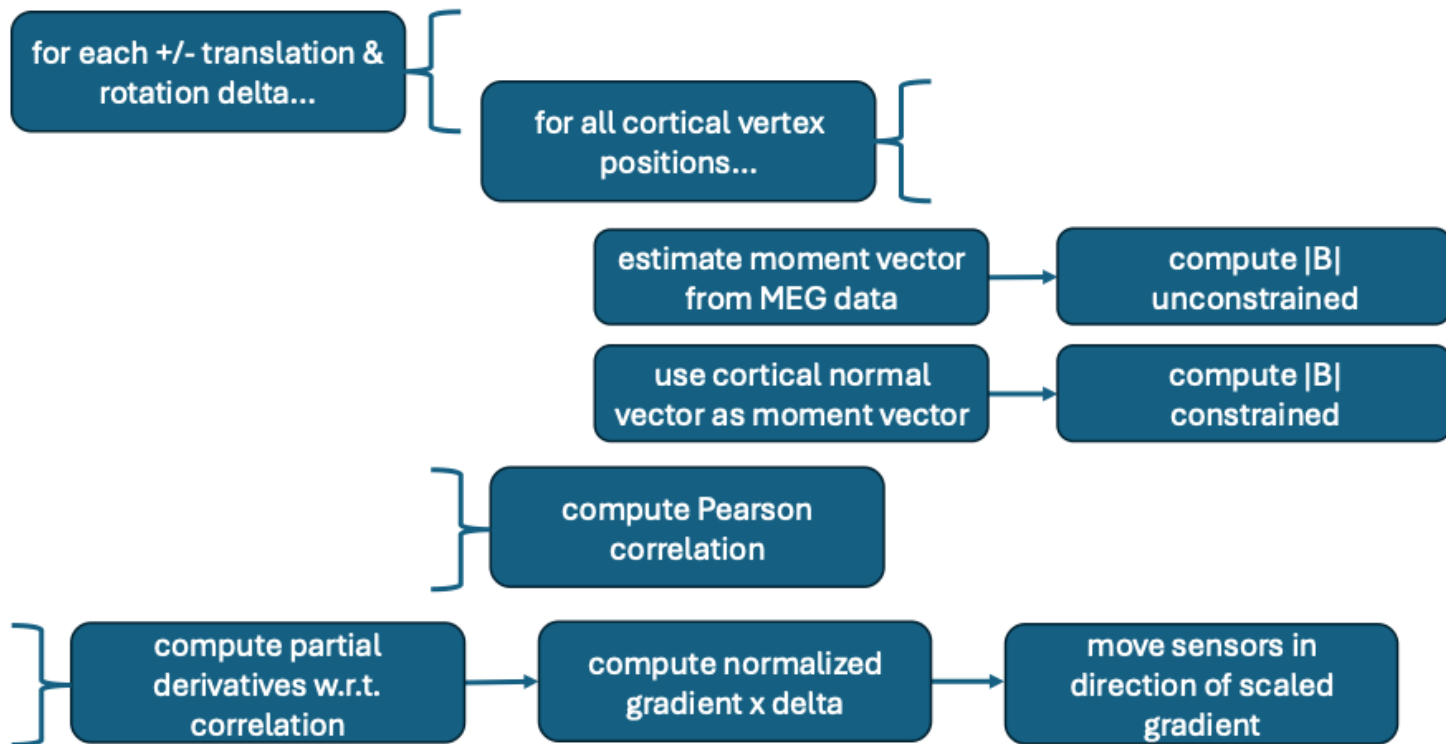 for each +/- translation &
rotation delta...
for all cortical vertex
positions...
estimate moment vector
from MEG data
compute |B|
unconstrained
use cortical normal
vector as moment vector
compute |B|
constrained
compute Pearson
correlation
compute partial
derivatives w.r.t.
correlation
compute normalized
gradient x delta
move sensors in
direction of scaled
gradient